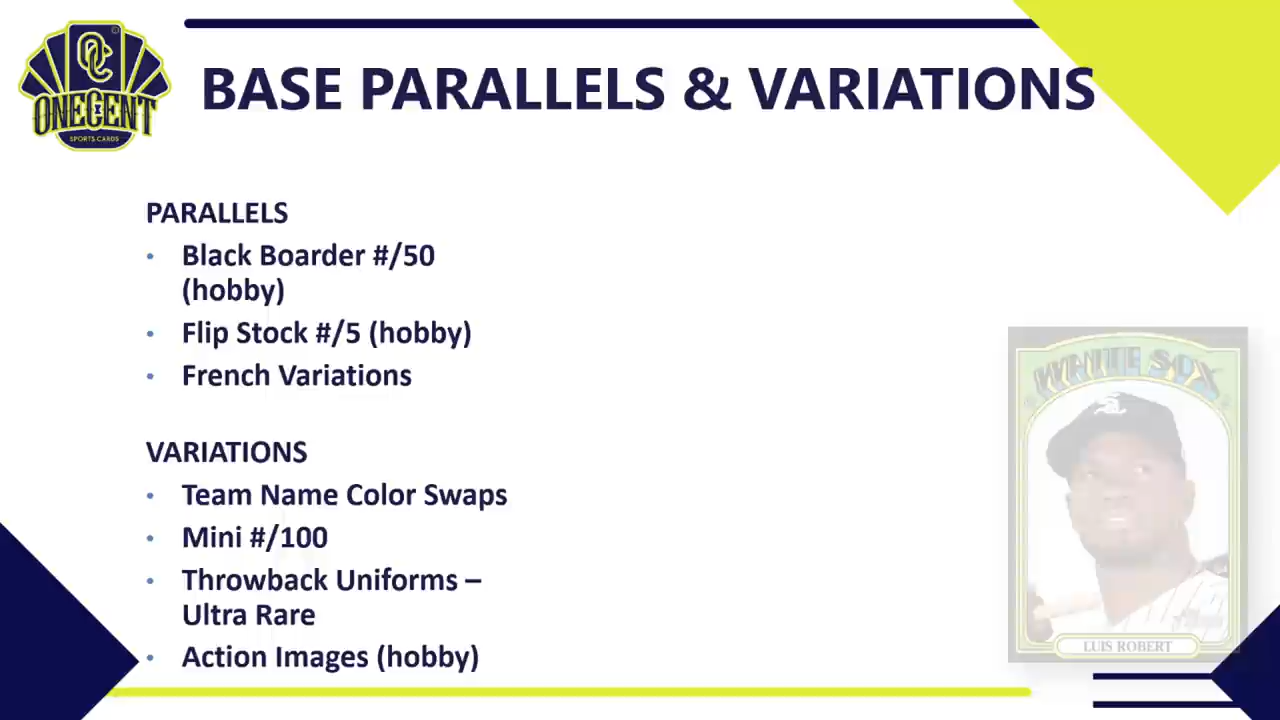 OC
ONECENT
SPORTS CARDS
BASE PARALLELS & VARIATIONS
PARALLELS
• Black Boarder #/50
(hobby)
• Flip Stock #/5 (hobby)
• French Variations
VARIATIONS
• Team Name Color Swaps
• Mini #/100
• Throwback Uniforms –
Ultra Rare
• Action Images (hobby)
WHITE SOX
LUIS ROBERT